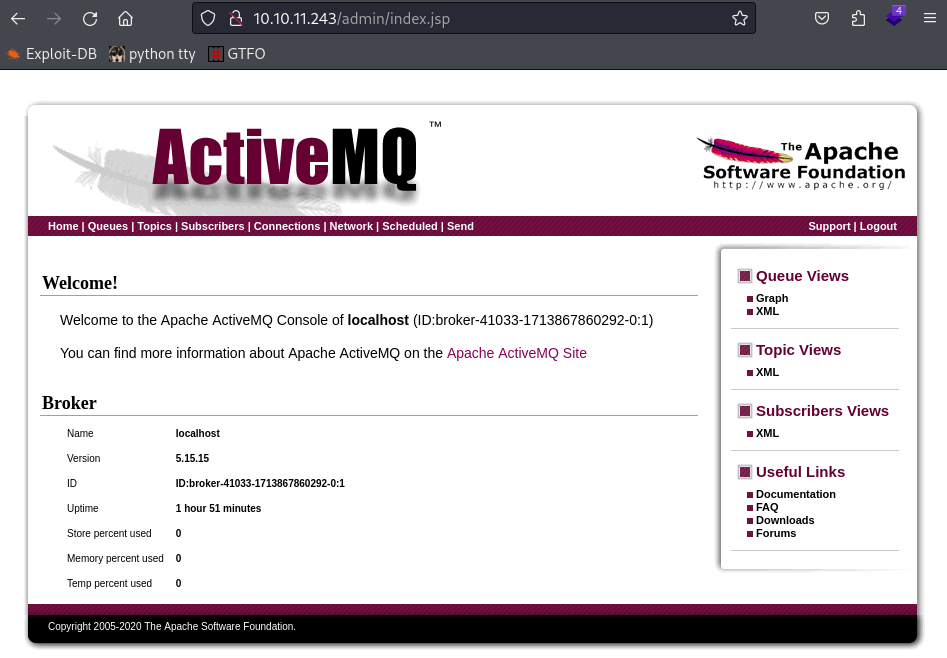 4
10.10.11.243/admin/index.jsp
Exploit-DB python tty GTFO
ActiveMQ ™
The Apache
Software Foundation
http://www.apache.org/
Home | Queues | Topics | Subscribers | Connections | Network | Scheduled | Send
Support | Logout
Welcome!
Welcome to the Apache ActiveMQ Console of localhost (ID:broker-41033-1713867860292-0:1)
You can find more information about Apache ActiveMQ on the Apache ActiveMQ Site
Broker
Name localhost
Version 5.15.15
ID ID:broker-41033-1713867860292-0:1
Uptime 1 hour 51 minutes
Store percent used 0
Memory percent used 0
Temp percent used 0
Queue Views
Graph
XML
Topic Views
XML
Subscribers Views
XML
Useful Links
Documentation
FAQ
Downloads
Forums
Copyright 2005-2020 The Apache Software Foundation.